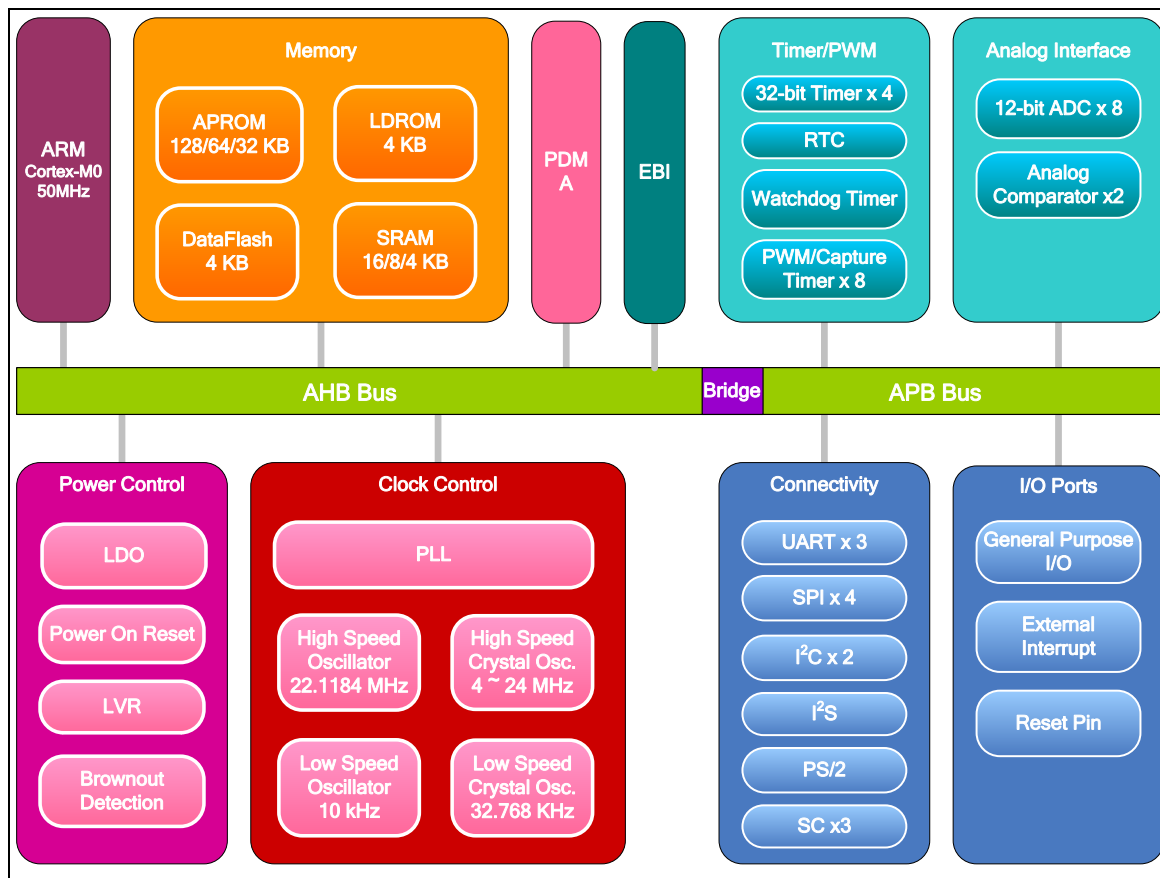 ARM
Cortex-M0
50MHz
Memory
APROM
128/64/32 KB
LDROM
4 KB
DataFlash
4 KB
SRAM
16/8/4 KB
PDM
A
EBI
Timer/PWM
32-bit Timer x 4
RTC
Watchdog Timer
PWM/Capture
Timer x 8
Analog Interface
12-bit ADC x 8
Analog
Comparator x2
AHB Bus
Bridge
APB Bus
Power Control
LDO
Power On Reset
LVR
Brownout
Detection
Clock Control
PLL
High Speed
Oscillator
22.1184 MHz
High Speed
Crystal Osc.
4 ~ 24 MHz
Low Speed
Oscillator
10 kHz
Low Speed
Crystal Osc.
32.768 KHz
Connectivity
UART x 3
SPI x 4
I²C x 2
I²S
PS/2
SC x3
I/O Ports
General Purpose
I/O
External
Interrupt
Reset Pin